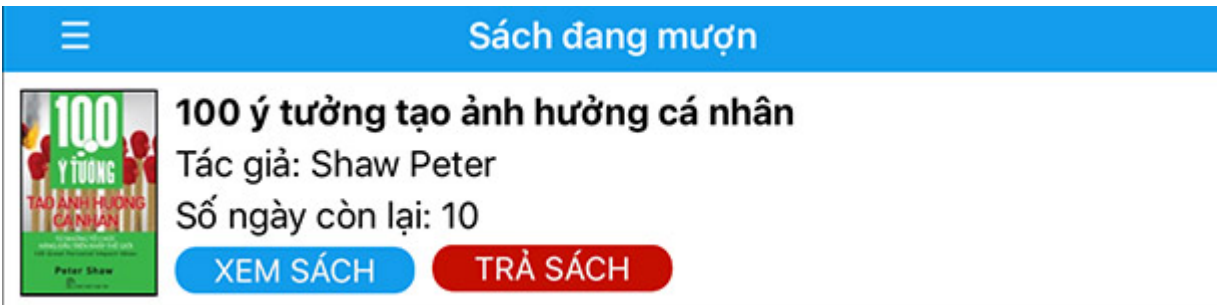 Sách đang mượn
100
Ý TƯỞNG
TẠO ẢNH HƯỞNG
CÁ NHÂN
Peter Shaw
100 ý tưởng tạo ảnh hưởng cá nhân
Tác giả: Shaw Peter
Số ngày còn lại: 10
XEM SÁCH
TRẢ SÁCH